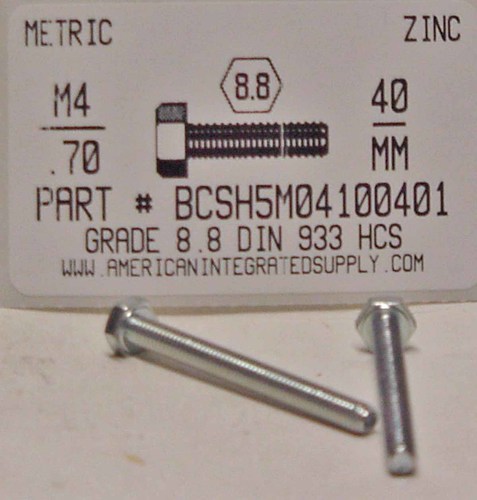 METRIC
ZINC
M4
.70
8.8
40
MM
PART # BCSH5M04100401
GRADE 8.8 DIN 933 HCS
WWW.AMERICANINTEGRATEDSUPPLY.COM